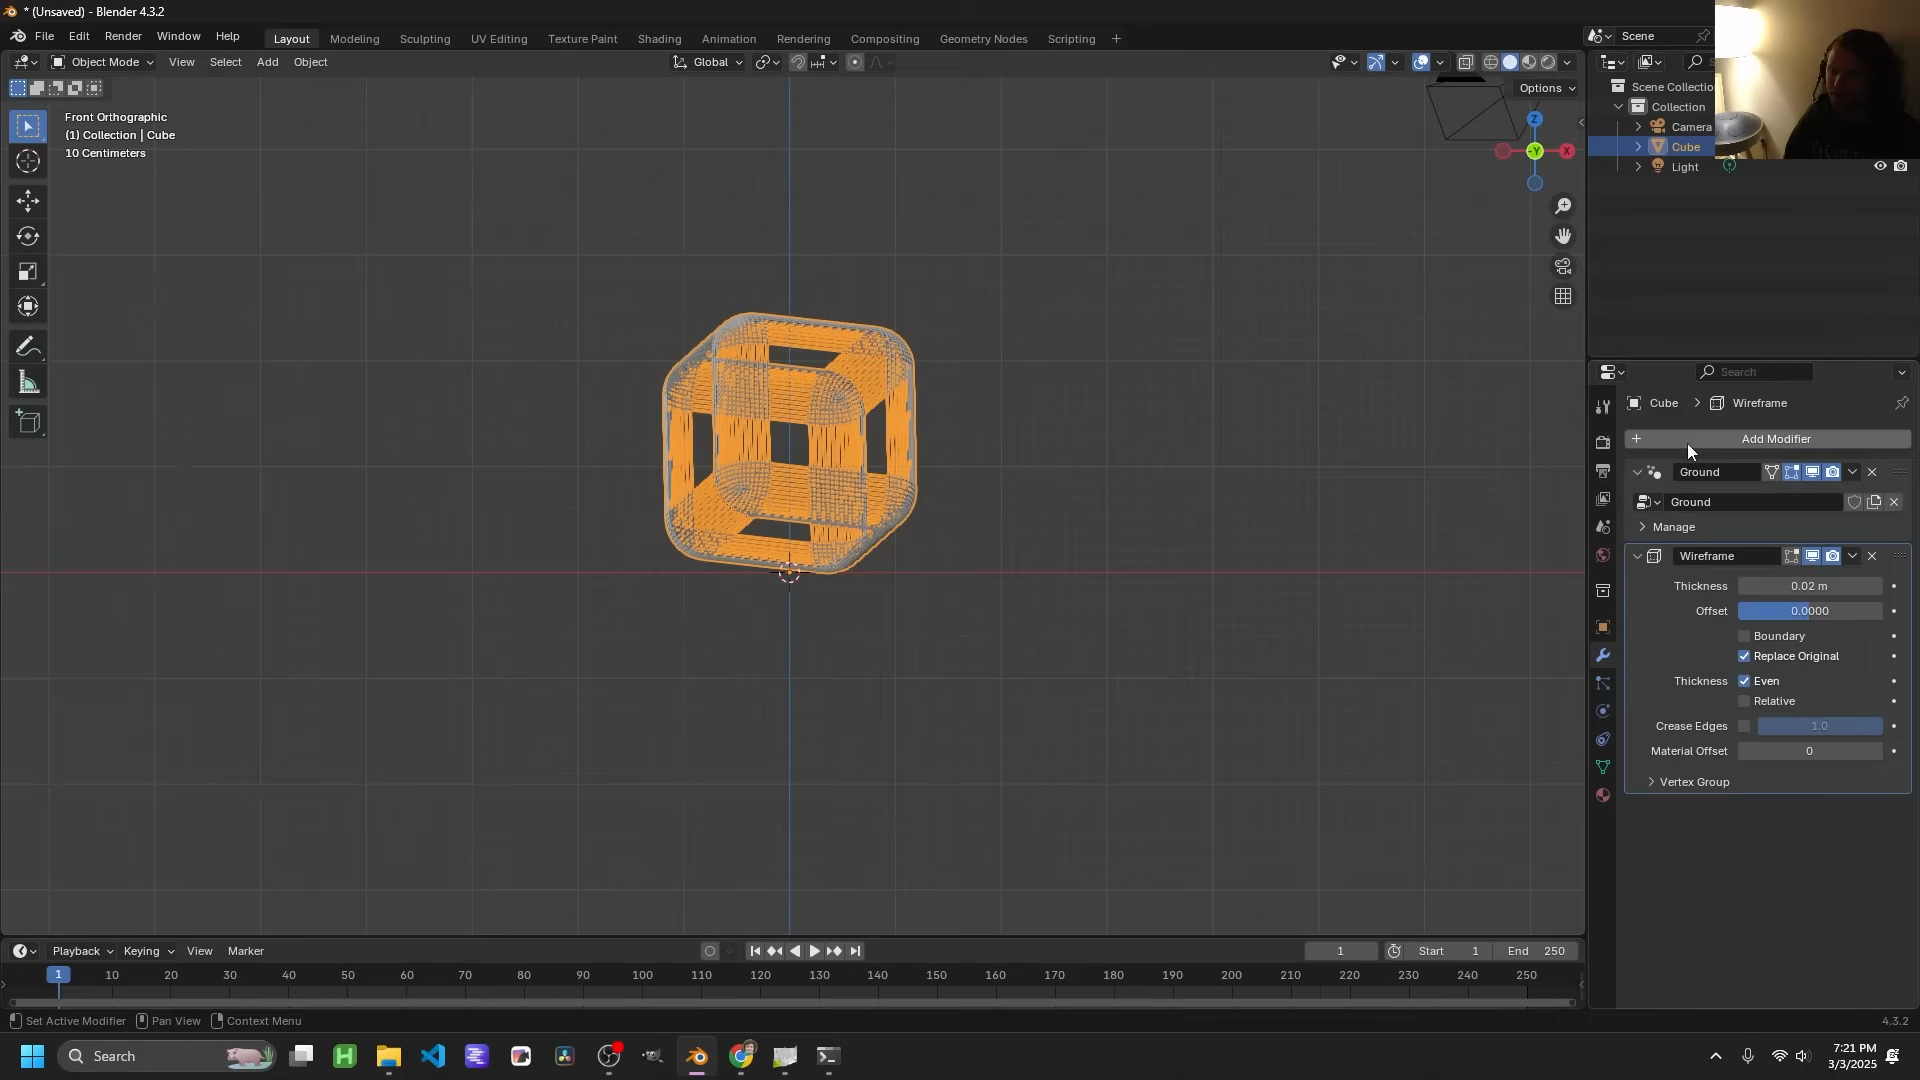 * (Unsaved) - Blender 4.3.2
File Edit Render Window Help
Layout Modeling Sculpting UV Editing Texture Paint Shading Animation Rendering Compositing Geometry Nodes Scripting +
Scene
Object Mode View Select Add Object
Global
Options
Front Orthographic
(1) Collection | Cube
10 Centimeters
Z
-Y
X
Scene Collectio
Collection
Camera
Cube
Light
Search
Cube > Wireframe
+ Add Modifier
Ground
Ground
Manage
Wireframe
Thickness 0.02 m
Offset 0.0000
Boundary
Replace Original
Thickness Even
Relative
Crease Edges 1.0
Material Offset 0
Vertex Group
Playback Keying View Marker
1 Start 1 End 250
1 10 20 30 40 50 60 70 80 90 100 110 120 130 140 150 160 170 180 190 200 210 220 230 240 250
Set Active Modifier Pan View Context Menu
4.3.2
Search
7:21 PM
3/3/2025